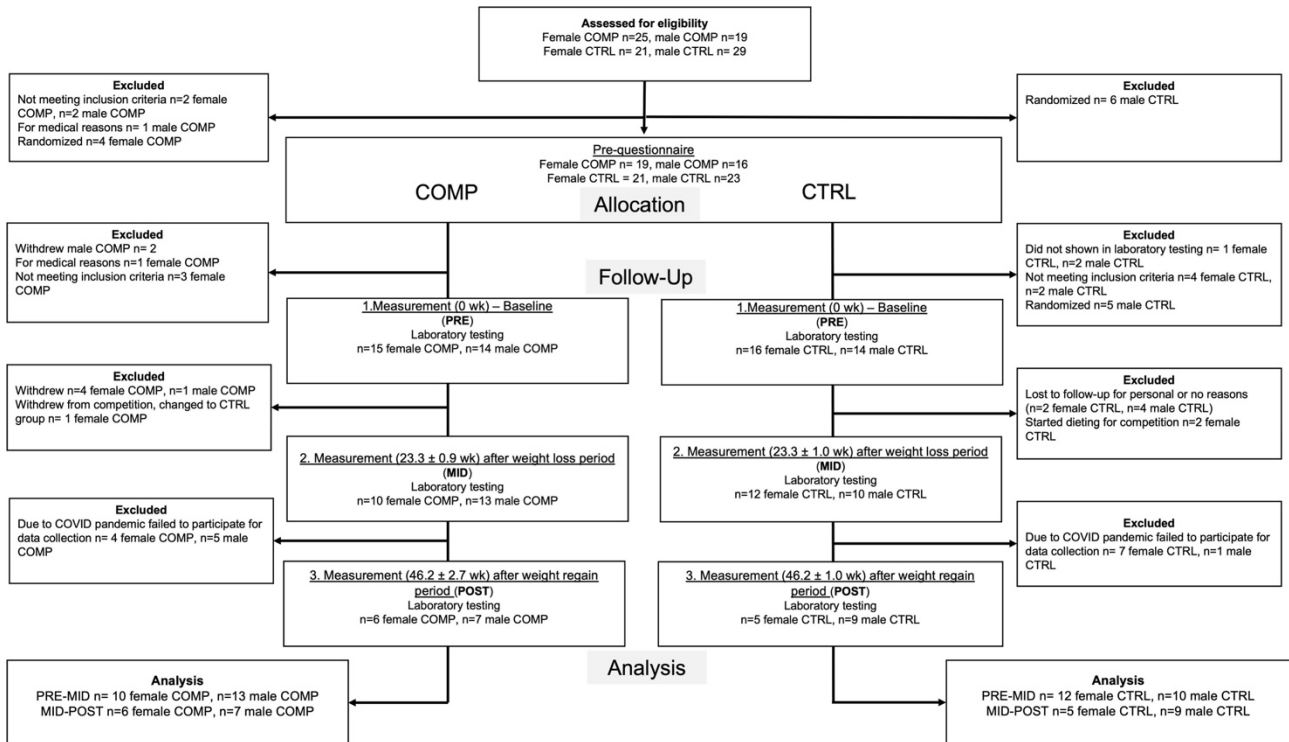 Assessed for eligibility
Female COMP n=25, male COMP n=19
Female CTRL n= 21, male CTRL n= 29
Excluded
Not meeting inclusion criteria n=2 female
COMP, n=2 male COMP
For medical reasons n= 1 male COMP
Randomized n=4 female COMP
Excluded
Randomized n= 6 male CTRL
Pre-questionnaire
Female COMP n= 19, male COMP n=16
Female CTRL = 21, male CTRL n=23
COMP
CTRL
Allocation
Excluded
Withdrew male COMP n= 2
For medical reasons n=1 female COMP
Not meeting inclusion criteria n=3 female
COMP
Excluded
Did not shown in laboratory testing n= 1 female
CTRL, n=2 male CTRL
Not meeting inclusion criteria n=4 female CTRL,
n=2 male CTRL
Randomized n=5 male CTRL
Follow-Up
1.Measurement (0 wk) – Baseline
(PRE)
Laboratory testing
n=15 female COMP, n=14 male COMP
1.Measurement (0 wk) – Baseline
(PRE)
Laboratory testing
n=16 female CTRL, n=14 male CTRL
Excluded
Withdrew n=4 female COMP, n=1 male COMP
Withdrew from competition, changed to CTRL
group n= 1 female COMP
Excluded
Lost to follow-up for personal or no reasons
(n=2 female CTRL, n=4 male CTRL)
Started dieting for competition n=2 female
CTRL
2. Measurement (23.3 ± 0.9 wk) after weight loss period
(MID)
Laboratory testing
n=10 female COMP, n=13 male COMP
2. Measurement (23.3 ± 1.0 wk) after weight loss period
(MID)
Laboratory testing
n=12 female CTRL, n=10 male CTRL
Excluded
Due to COVID pandemic failed to participate for
data collection n= 4 female COMP, n=5 male
COMP
Excluded
Due to COVID pandemic failed to participate for
data collection n= 7 female CTRL, n=1 male
CTRL
3. Measurement (46.2 ± 2.7 wk) after weight regain
period (POST)
Laboratory testing
n=6 female COMP, n=7 male COMP
3. Measurement (46.2 ± 1.0 wk) after weight regain
period (POST)
Laboratory testing
n=5 female CTRL, n=9 male CTRL
Analysis
Analysis
PRE-MID n= 10 female COMP, n=13 male COMP
MID-POST n=6 female COMP, n=7 male COMP
Analysis
PRE-MID n= 12 female CTRL, n=10 male CTRL
MID-POST n=5 female CTRL, n=9 male CTRL